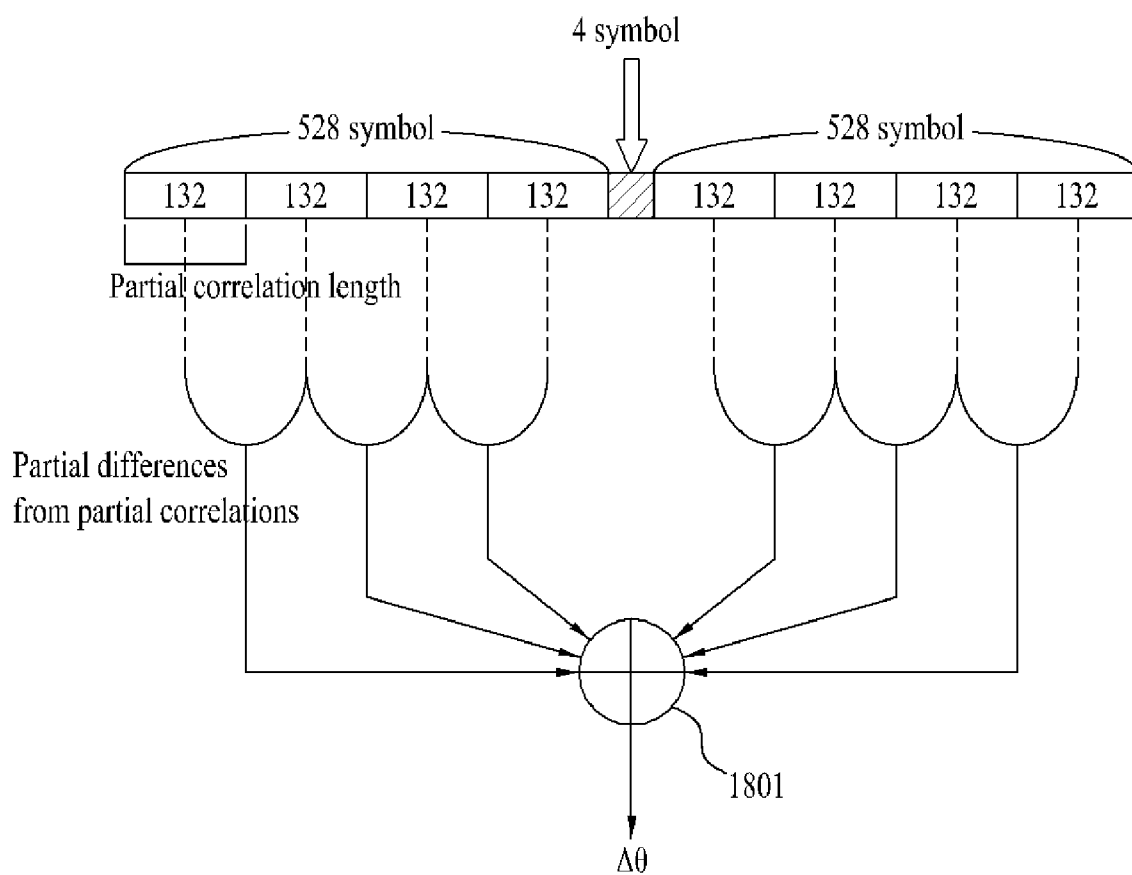 4 symbol
528 symbol
528 symbol
132 132 132 132 132 132 132 132
Partial correlation length
Partial differences
from partial correlations
1801
Δθ